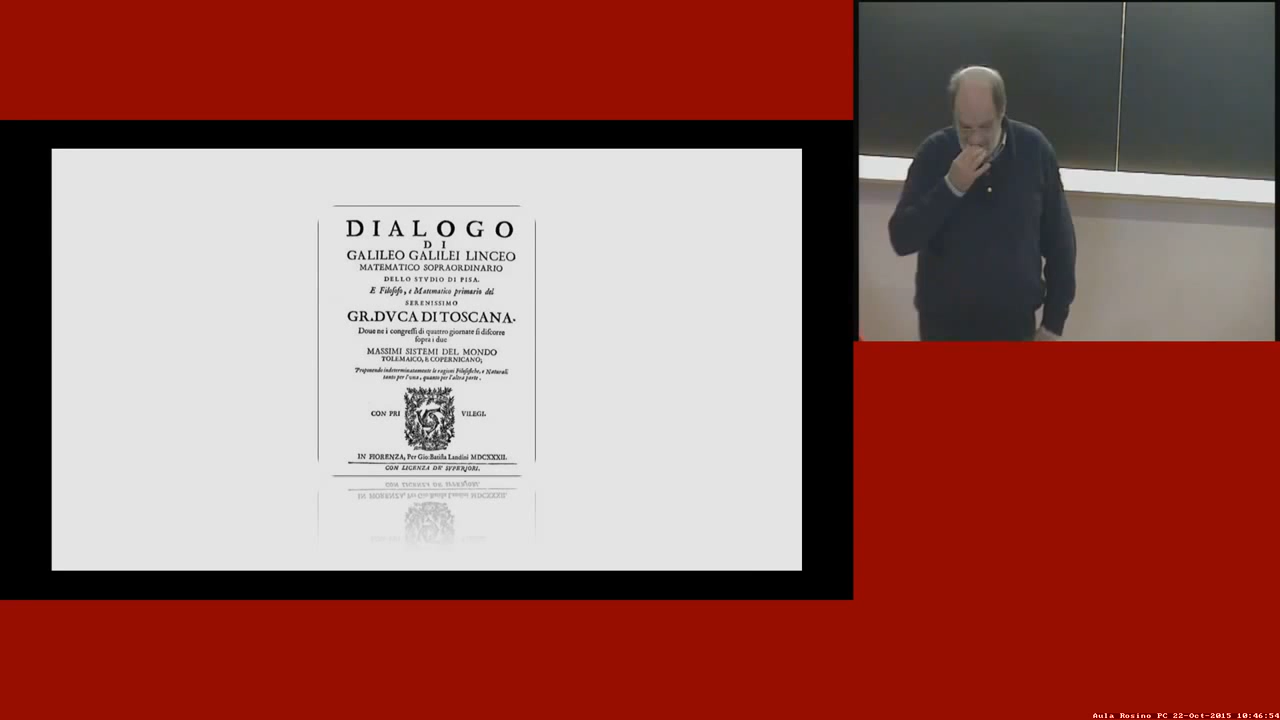 DIALOGO
DI
GALILEO GALILEI LINCEO
MATEMATICO SOPRAORDINARIO
DELLO STVDIO DI PISA.
E Filosofo, e Matematico primario del
SERENISSIMO
GR.DVCA DI TOSCANA.
Doue ne i congressi di quattro giornate si discorre
sopra i due
MASSIMI SISTEMI DEL MONDO
TOLEMAICO, E COPERNICANO;
Proponendo indeterminatamente le ragioni Filosofiche, e Naturali
tanto per l'una, quanto per l'altra parte.
CON PRI VILEGI.
IN FIORENZA, Per Gio:Batista Landini MDCXXXII.
CON LICENZA DE' SVPERIORI.
Aula Rosino PC 22-Oct-2015 10:46:54